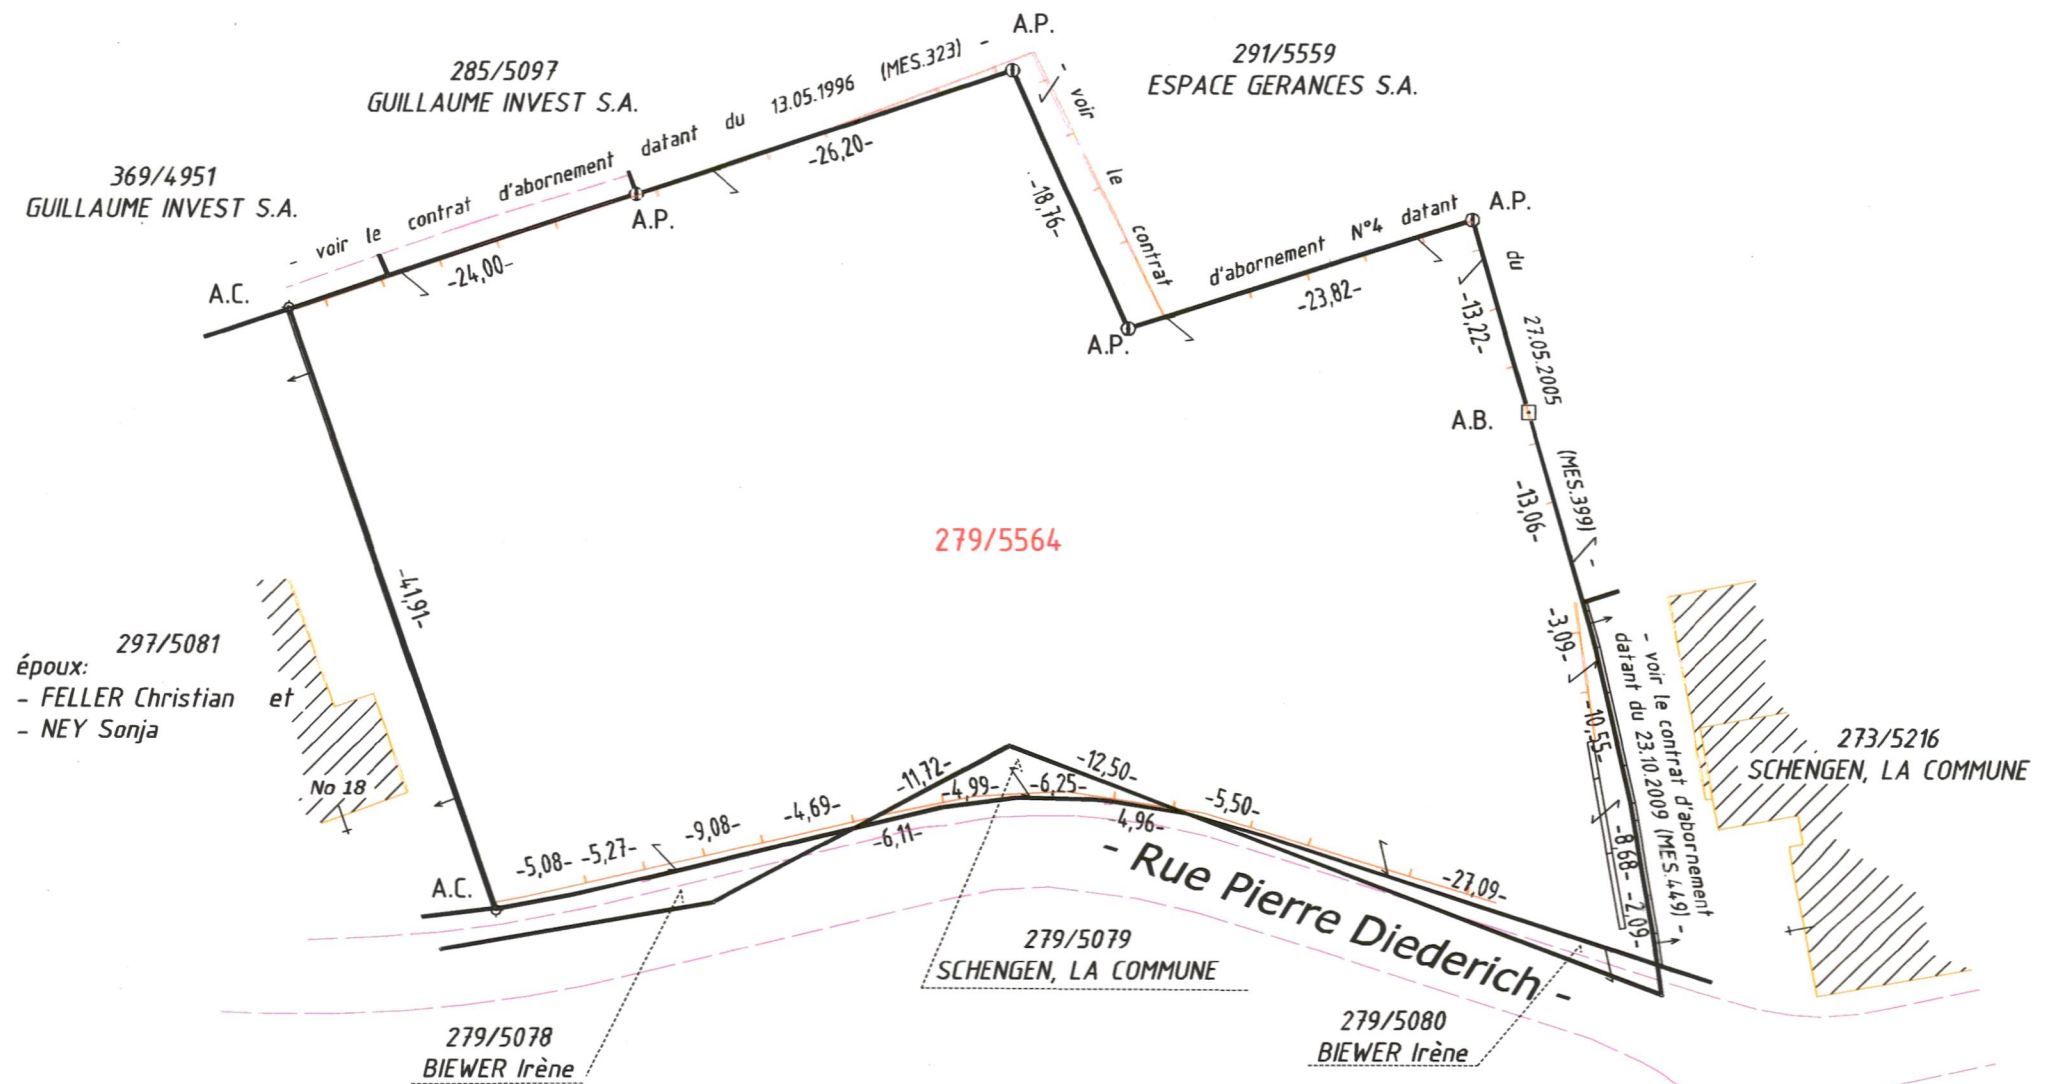 A.P.
291/5559
ESPACE GERANCES S.A.
285/5097
GUILLAUME INVEST S.A.
369/4951
GUILLAUME INVEST S.A.
- voir le contrat d'abornement datant du 13.05.1996 (MES.323) -
-26,20-
A.P.
-24,00-
A.C.
-18,76-
- voir le contrat d'abornement N°4 datant du 27.05.2005 (MES.399) -
A.P.
A.P.
-23,82-
-13,22-
A.B.
-13,06-
279/5564
-41,91-
297/5081
époux:
- FELLER Christian et
- NEY Sonja
No 18
-3,09-
- voir le contrat d'abornement
datant du 23.10.2009 (MES.449) -
-10,55-
-8,68-
-2,09-
273/5216
SCHENGEN, LA COMMUNE
A.C.
-5,08-
-5,27-
-9,08-
-4,69-
-11,72-
-6,11-
-4,99-
-6,25-
-12,50-
-4,96-
-5,50-
-27,09-
- Rue Pierre Diederich -
279/5079
SCHENGEN, LA COMMUNE
279/5078
BIEWER Irène
279/5080
BIEWER Irène